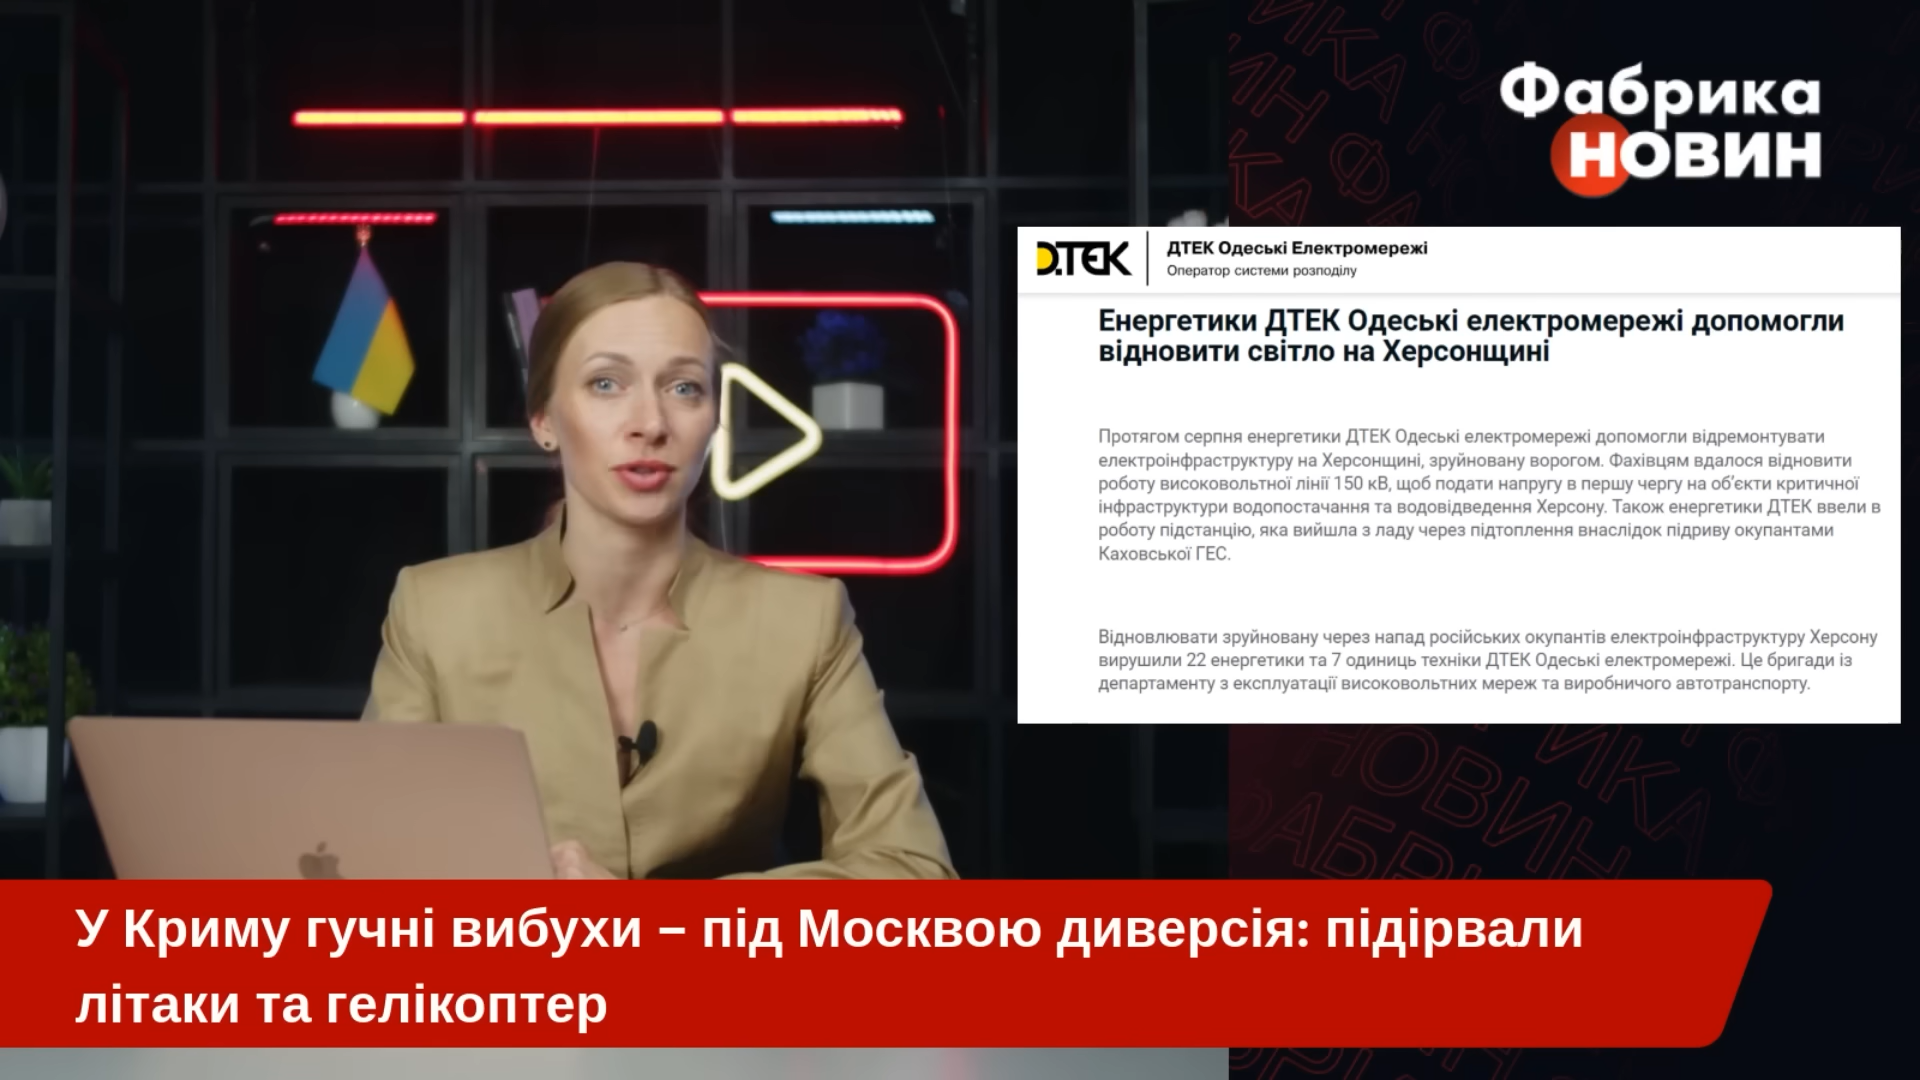 Фабрика
новин
ДТЕК
ДТЕК Одеські Електромережі
Оператор системи розподілу
Енергетики ДТЕК Одеські електромережі допомогли
відновити світло на Херсонщині
Протягом серпня енергетики ДТЕК Одеські електромережі допомогли відремонтувати
електроінфраструктуру на Херсонщині, зруйновану ворогом. Фахівцям вдалося відновити
роботу високовольтної лінії 150 кВ, щоб подати напругу в першу чергу на об’єкти критичної
інфраструктури водопостачання та водовідведення Херсону. Також енергетики ДТЕК ввели в
роботу підстанцію, яка вийшла з ладу через підтоплення внаслідок підриву окупантами
Каховської ГЕС.
Відновлювати зруйновану через напад російських окупантів електроінфраструктуру Херсону
вирушили 22 енергетики та 7 одиниць техніки ДТЕК Одеські електромережі. Це бригади із
департаменту з експлуатації високовольтних мереж та виробничого автотранспорту.
У Криму гучні вибухи – під Москвою диверсія: підірвали
літаки та гелікоптер